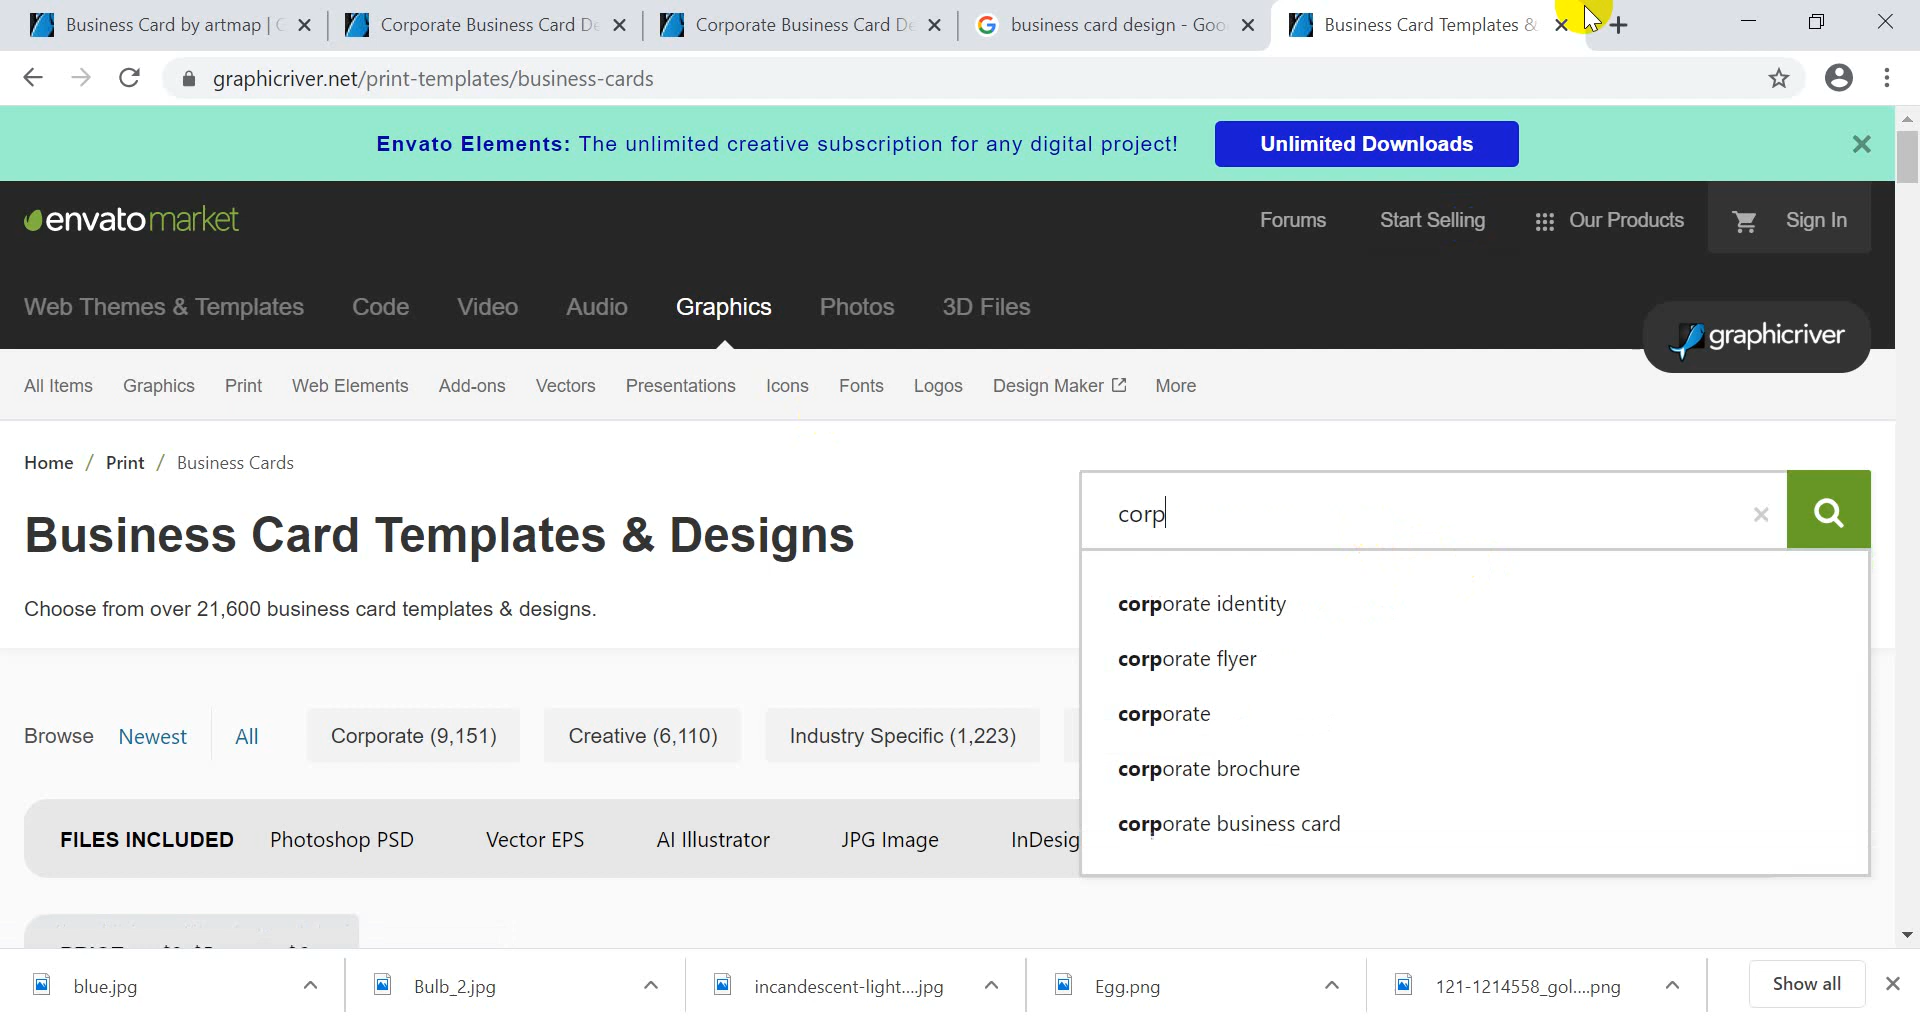 Business Card by artmap | G
Corporate Business Card De
Corporate Business Card De
business card design - Goo
Business Card Templates &
graphicriver.net/print-templates/business-cards
Envato Elements: The unlimited creative subscription for any digital project!
Unlimited Downloads
envatomarket
Forums
Start Selling
Our Products
Sign In
Web Themes & Templates
Code
Video
Audio
Graphics
Photos
3D Files
graphicriver
All Items
Graphics
Print
Web Elements
Add-ons
Vectors
Presentations
Icons
Fonts
Logos
Design Maker
More
Home / Print / Business Cards
Business Card Templates & Designs
Choose from over 21,600 business card templates & designs.
corp
corporate identity
corporate flyer
corporate
corporate brochure
corporate business card
Browse
Newest
All
Corporate (9,151)
Creative (6,110)
Industry Specific (1,223)
FILES INCLUDED
Photoshop PSD
Vector EPS
AI Illustrator
JPG Image
InDesig
blue.jpg
Bulb_2.jpg
incandescent-light....jpg
Egg.png
121-1214558_gol....png
Show all